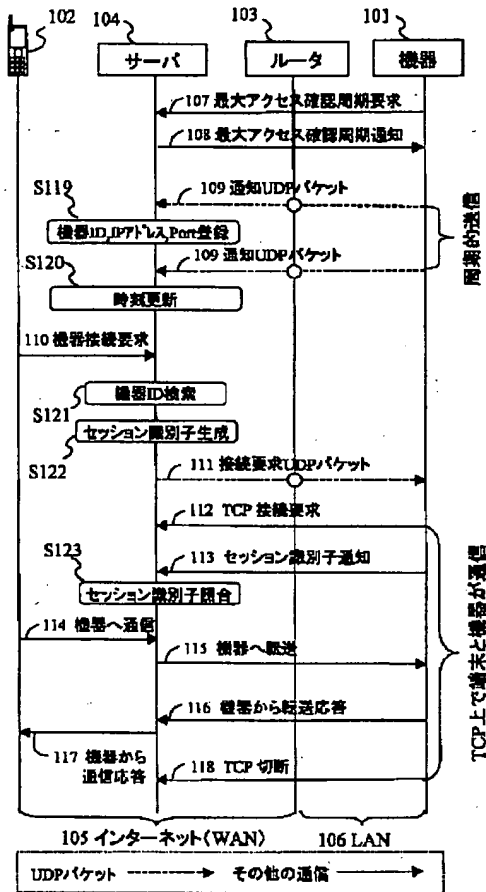 102
104
103
101
サーバ
ルータ
機器
107 最大アクセス確認周期要求
108 最大アクセス確認周期通知
S119
109 通知UDPパケット
機器ID,IPアドレス,Port登録
S120
109 通知UDPパケット
時刻更新
周期的送信
110 機器接続要求
S121
機器ID検索
S122
セッション識別子生成
111 接続要求UDPパケット
112 TCP 接続要求
S123
113 セッション識別子通知
セッション識別子照合
114 機器へ通信
115 機器へ転送
116 機器から転送応答
117 機器から
通信応答
118 TCP 切断
TCP上で端末と機器が通信
105 インターネット(WAN)
106 LAN
UDPパケット
その他の通信